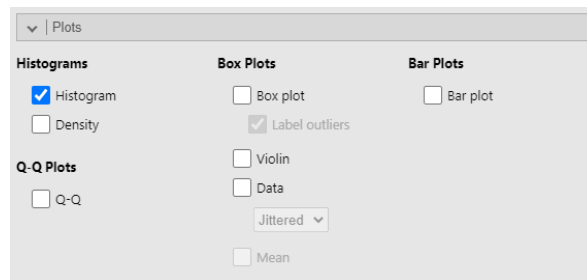 Plots
Histograms
Histogram
Density
Q-Q Plots
Q-Q
Box Plots
Box plot
Label outliers
Violin
Data
Jittered
Mean
Bar Plots
Bar plot